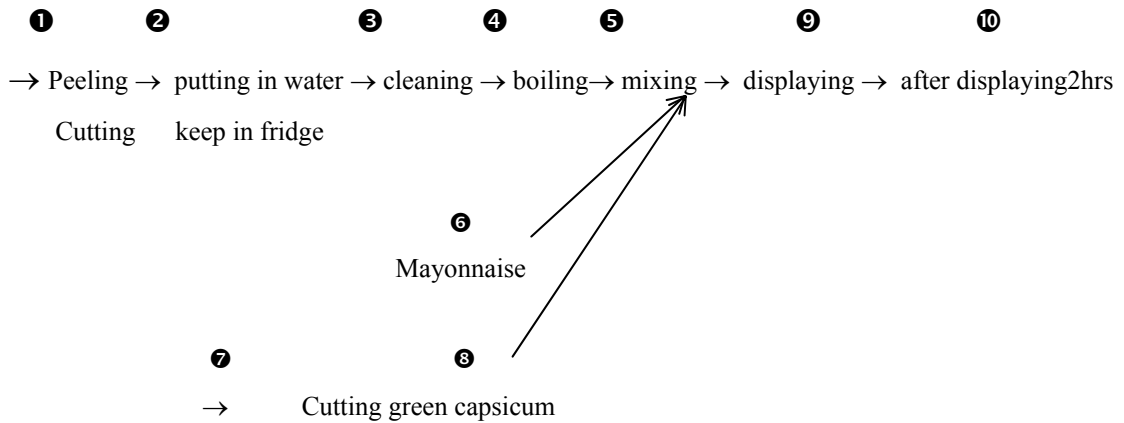 ❶ ❷ ❸ ❹ ❺ ❾ ❿
→ Peeling → putting in water → cleaning → boiling→ mixing → displaying → after displaying2hrs
Cutting keep in fridge
❻
Mayonnaise
❼ ❽
→ Cutting green capsicum